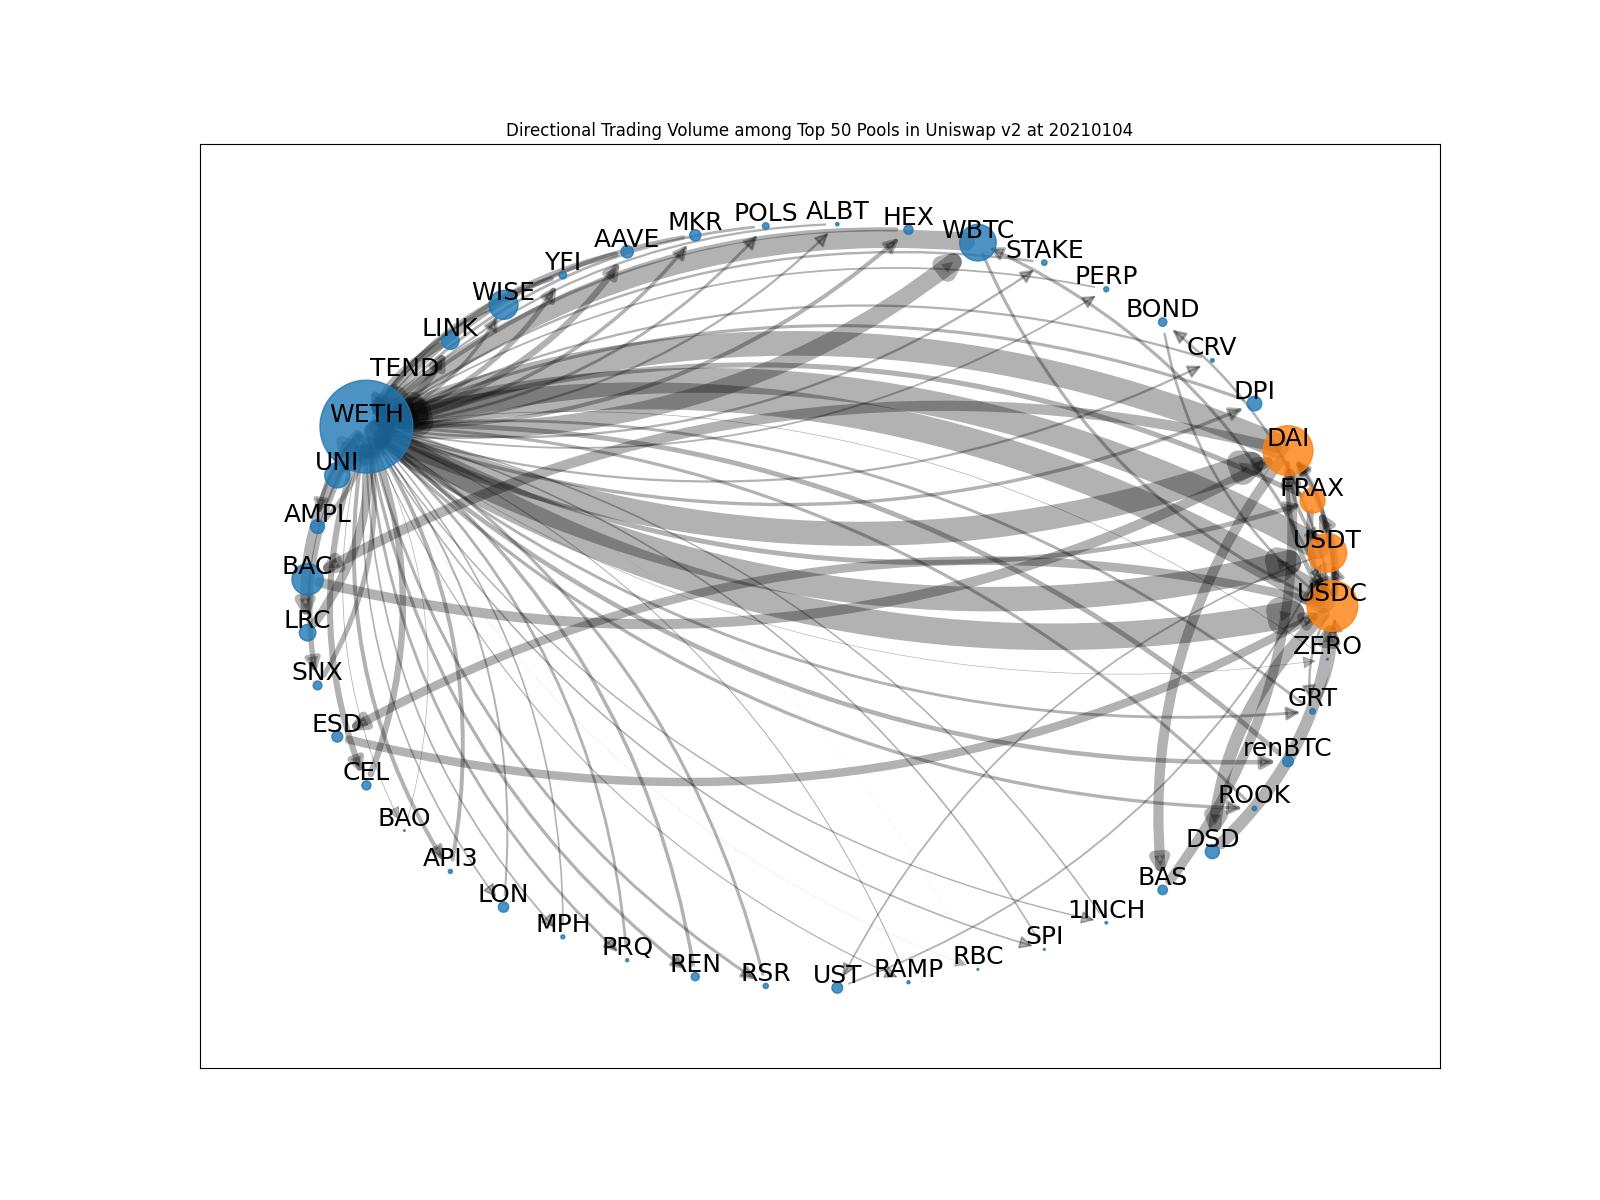 Directional Trading Volume among Top 50 Pools in Uniswap v2 at 20210104
POLS
ALBT
HEX
MKR
WBTC
AAVE
STAKE
YFI
PERP
WISE
BOND
LINK
CRV
TEND
DPI
WETH
DAI
UNI
FRAX
AMPL
USDT
BAC
USDC
LRC
ZERO
SNX
GRT
ESD
renBTC
CEL
ROOK
BAO
DSD
API3
BAS
LON
1INCH
MPH
SPI
PRQ
RBC
REN
RSR
UST
RAMP